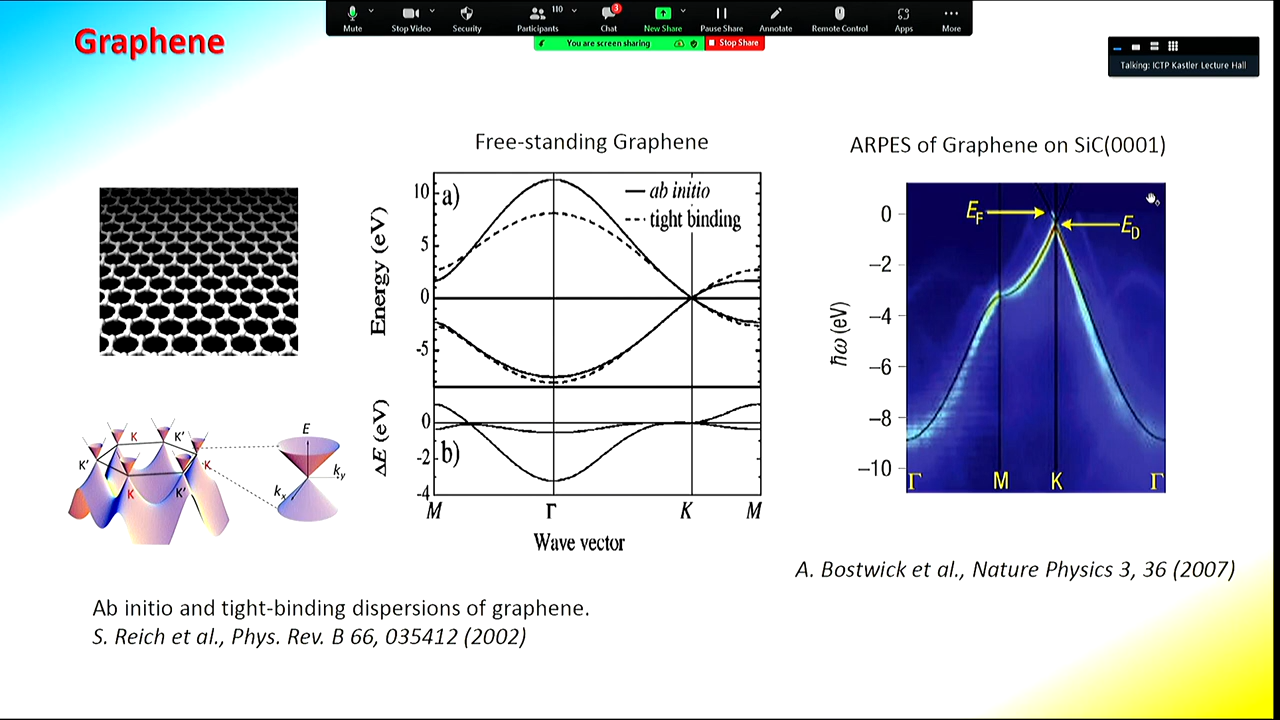 Graphene
110
3
Mute
Stop Video
Security
Participants
Chat
New Share
Pause Share
Annotate
Remote Control
Apps
More
You are screen sharing
Stop Share
Talking: ICTP Kastler Lecture Hall
Free-standing Graphene
ARPES of Graphene on SiC(0001)
a)
ab initio
tight binding
10
5
0
-5
Energy (eV)
b)
0
-2
-4
ΔE (eV)
M
Γ
K
M
Wave vector
E_F
E_D
0
−2
−4
−6
−8
−10
ħω (eV)
Γ
M
K
Γ
K
K'
K'
K
K
K'
E
k_y
k_x
A. Bostwick et al., Nature Physics 3, 36 (2007)
Ab initio and tight-binding dispersions of graphene.
S. Reich et al., Phys. Rev. B 66, 035412 (2002)